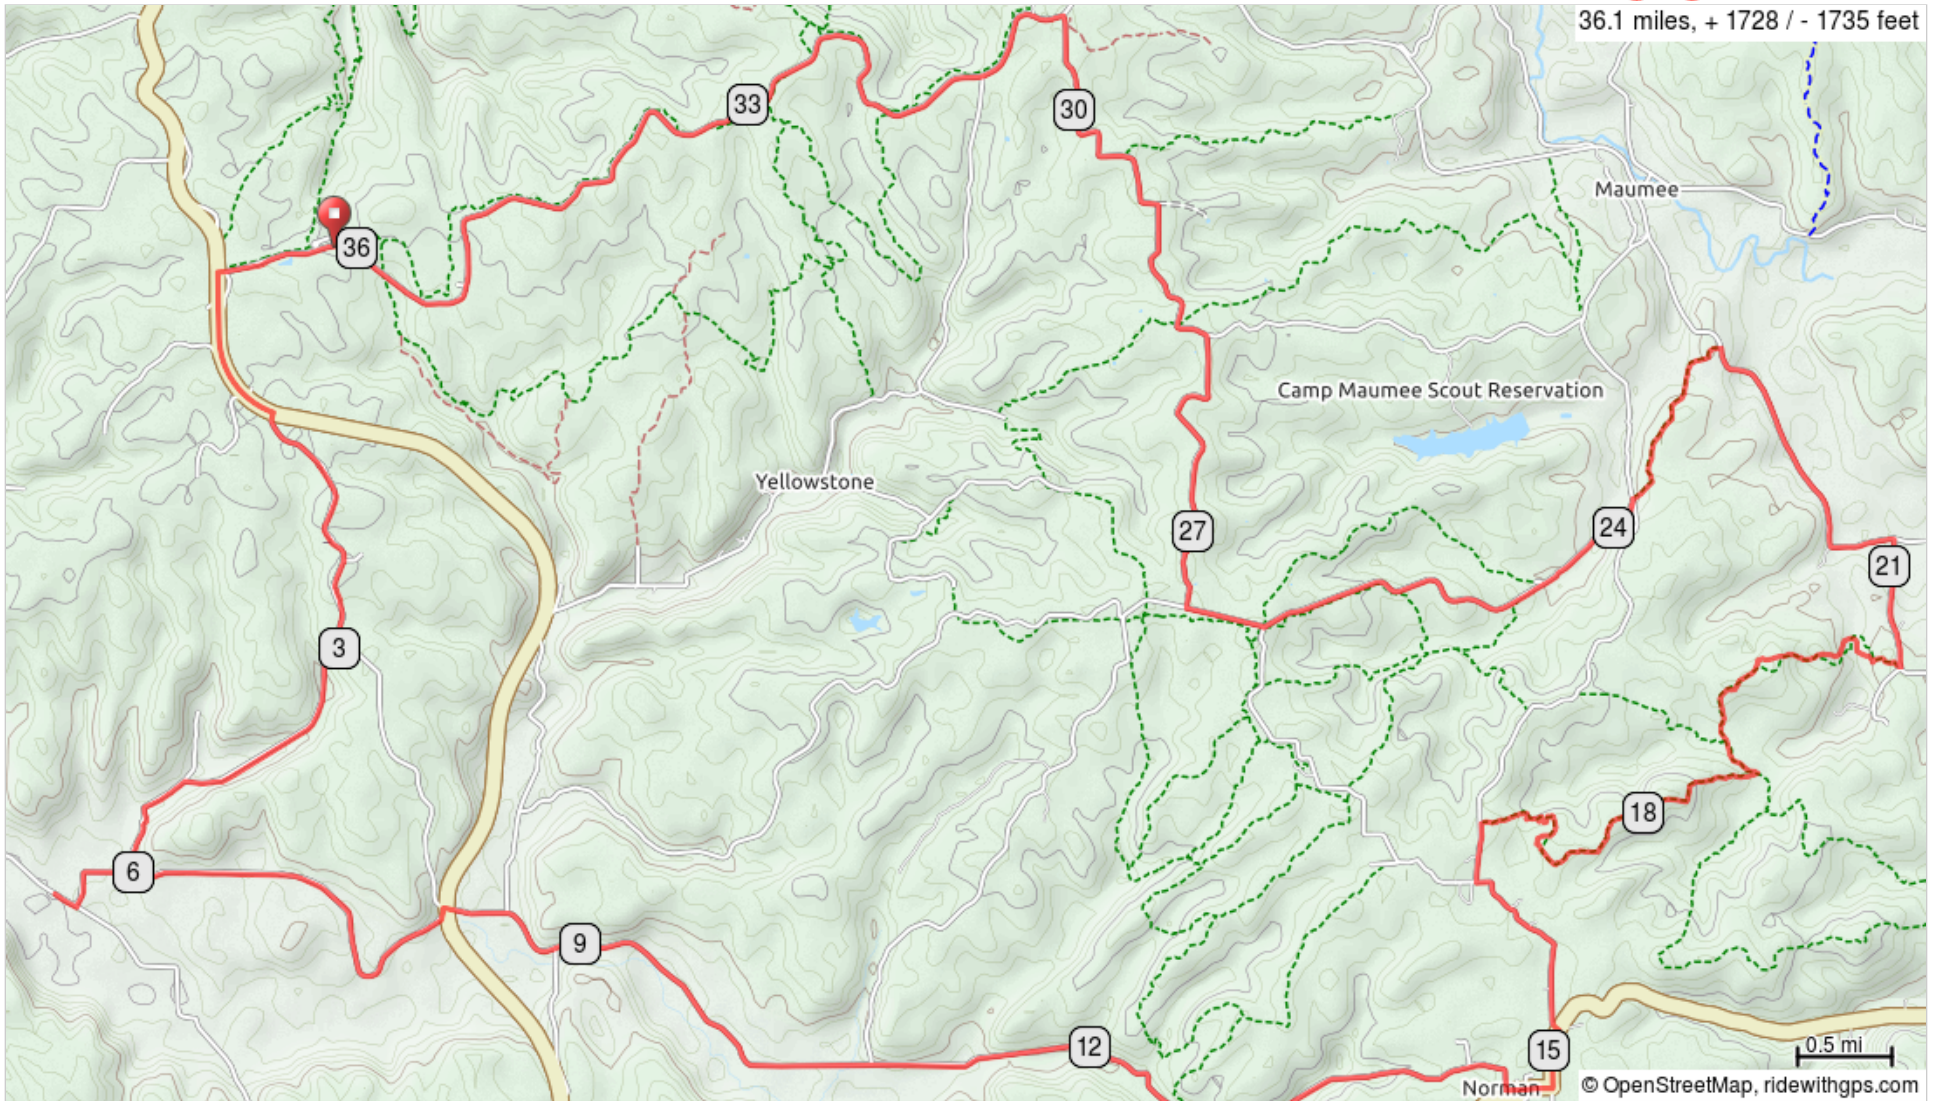 36.1 miles, + 1728 / - 1735 feet
33
30
Maumee
36
Camp Maumee Scout Reservation
Yellowstone
27
24
21
3
18
6
9
12
15
0.5 mi
Norman
© OpenStreetMap, ridewithgps.com